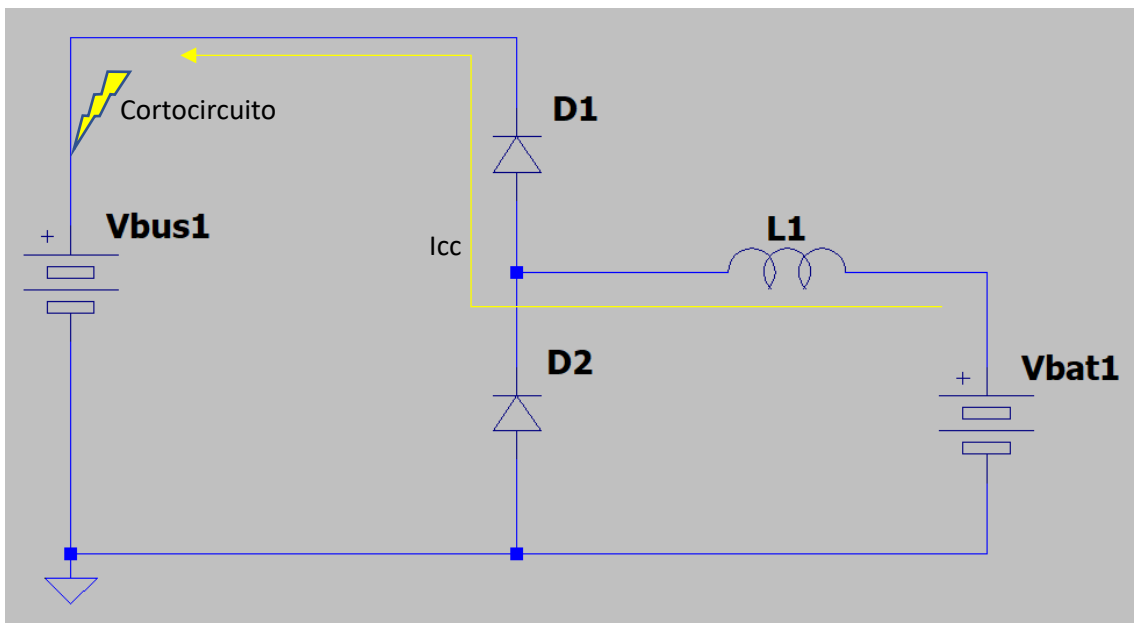 D1
Cortocircuito
+
Vbus1
L1
Icc
D2
+
Vbat1